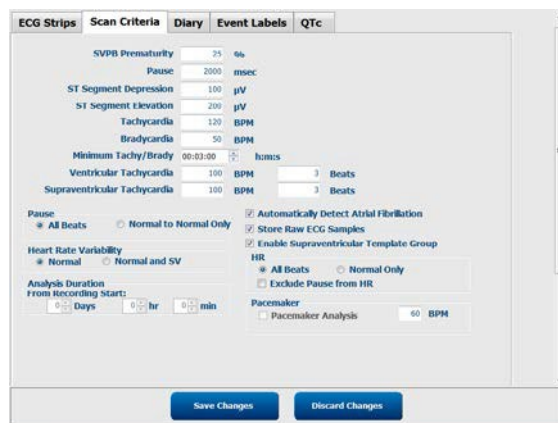 ECG Strips Scan Criteria Diary Event Labels QTc
SVPB Prematurity 25 %
Pause 2000 msec
ST Segment Depression 100 µV
ST Segment Elevation 200 µV
Tachycardia 120 BPM
Bradycardia 50 BPM
Minimum Tachy/Brady 00:03:00 h:m:s
Ventricular Tachycardia 100 BPM 3 Beats
Supraventricular Tachycardia 100 BPM 3 Beats
Pause
All Beats Normal to Normal Only
Heart Rate Variability
Normal Normal and SV
Analysis Duration
From Recording Start:
0 Days 0 hr 0 min
Automatically Detect Atrial Fibrillation
Store Raw ECG Samples
Enable Supraventricular Template Group
HR
All Beats Normal Only
Exclude Pause from HR
Pacemaker
Pacemaker Analysis 60 BPM
Save Changes Discard Changes